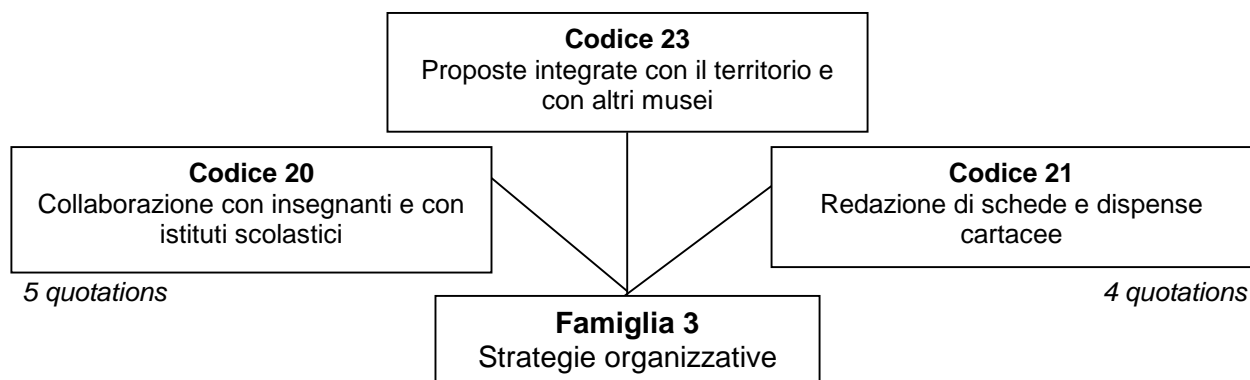 Codice 23
Proposte integrate con il territorio e
con altri musei
Codice 20
Collaborazione con insegnanti e con
istituti scolastici
Codice 21
Redazione di schede e dispense
cartacee
5 quotations
4 quotations
Famiglia 3
Strategie organizzative